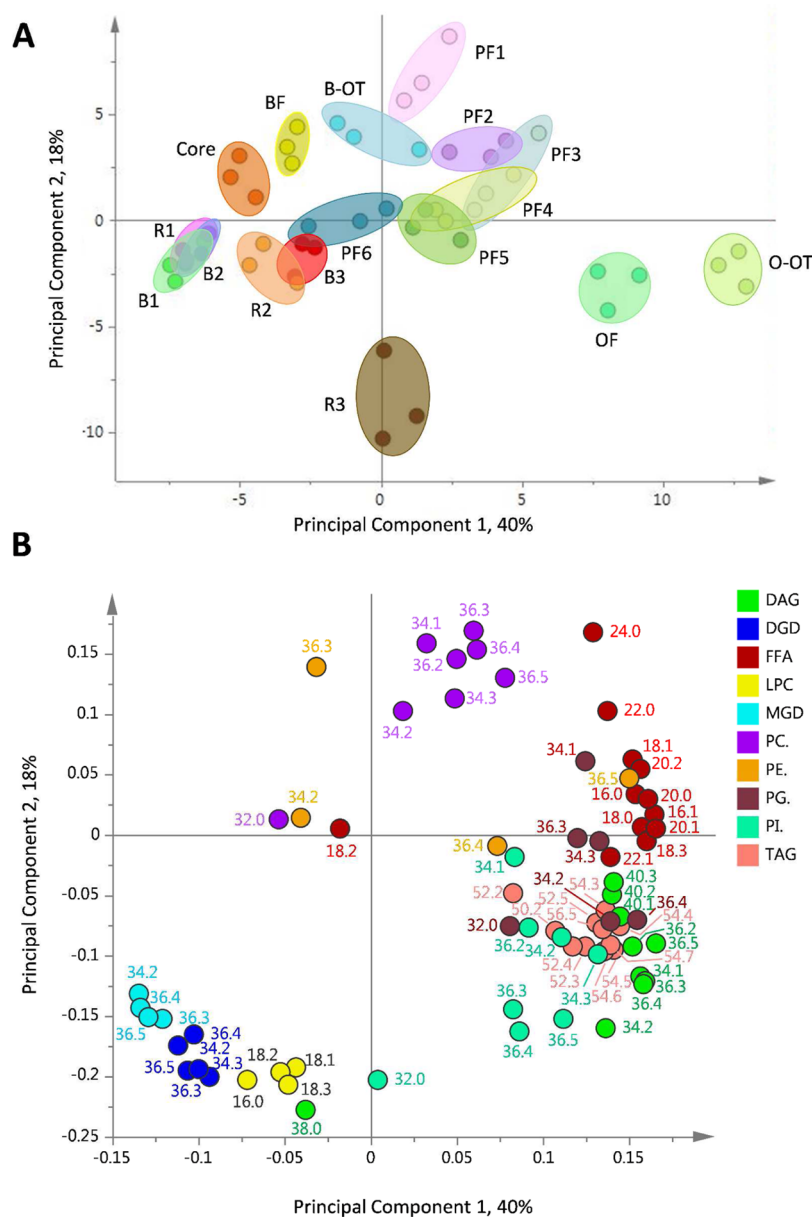 A
PF1
B-OT
BF
5
PF2
PF3
Core
0
R1
PF4
PF6
PF5
B2
B3
O-OT
B1
R2
-5
OF
R3
-10
-5
0
5
10
Principal Component 2, 18%
Principal Component 1, 40%
B
DAG
DGD
FFA
LPC
MGD
PC.
PE.
PG.
PI.
TAG
36.3
34.1
24.0
0.15
36.3
36.4
36.2
36.5
34.3
0.1
34.2
22.0
34.1
18.1
20.2
0.05
36.5
16.0
20.0
34.2
16.1
32.0
18.0
20.1
0
18.2
36.3
18.3
36.4
34.3
22.1
34.1
40.3
54.3
34.2
40.2
52.2
52.5
40.1
36.4
-0.05
50.2
56.5
54.4
32.0
36.2
36.2
34.2
36.5
-0.1
52.4
54.7
52.3
54.5
34.1
34.3
54.6
36.3
36.4
34.2
36.4
36.3
36.3
-0.15
36.5
36.4
36.5
34.2
36.4
34.2
36.5
34.3
18.2
18.1
36.3
16.0
18.3
32.0
-0.2
38.0
-0.25
-0.15
-0.1
-0.05
0
0.05
0.1
0.15
Principal Component 2, 18%
Principal Component 1, 40%